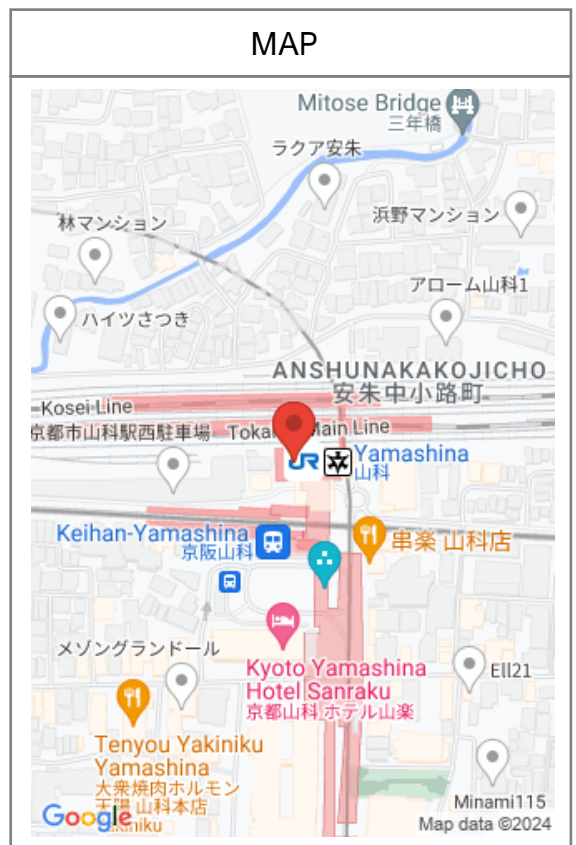 MAP
Mitose Bridge
三年橋
ラクア安朱
林マンション
浜野マンション
アローム山科1
ハイツさつき
ANSHUNAKAKOJICHO
安朱中小路町
Kosei Line
京都市山科駅西駐車場
Main Line
JR
Yamashina
山科
Keihan-Yamashina
京阪山科
串楽 山科店
メゾングランドール
Kyoto Yamashina
Hotel Sanraku
京都山科 ホテル山楽
Ell21
Tenyou Yakiniku
Yamashina
大衆焼肉ホルモン
山科本店
Minami115
Google
Map data ©2024